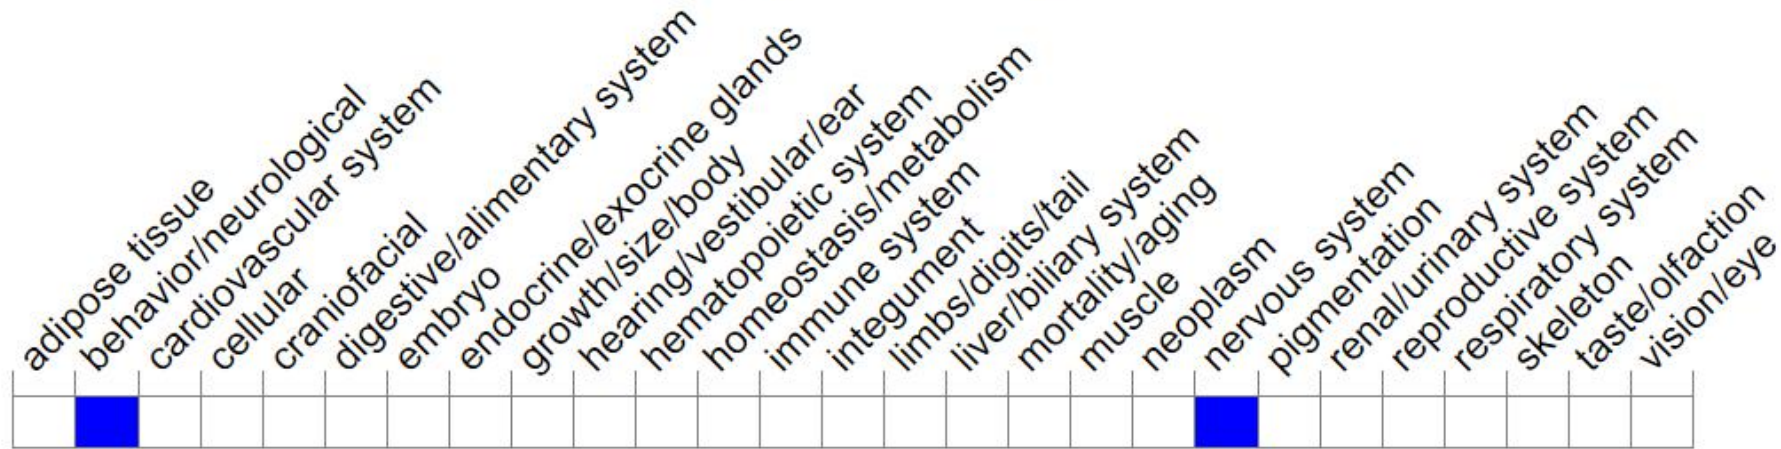 adipose tissue
behavior/neurological
cardiovascular system
cellular
craniofacial
digestive/alimentary system
embryo
endocrine/exocrine glands
growth/size/body
hearing/vestibular/ear
hematopoietic system
homeostasis/metabolism
immune system
integument
limbs/digits/tail
liver/biliary system
mortality/aging
muscle
neoplasm
nervous system
pigmentation
renal/urinary system
reproductive system
respiratory system
skeleton
taste/olfaction
vision/eye